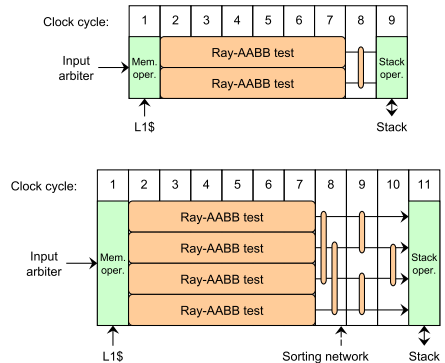 Clock cycle: 1 2 3 4 5 6 7 8 9
Input
arbiter
Mem.
oper.
Ray-AABB test
Ray-AABB test
Stack
oper.
L1$
Stack
Clock cycle: 1 2 3 4 5 6 7 8 9 10 11
Input
arbiter
Mem.
oper.
Ray-AABB test
Ray-AABB test
Ray-AABB test
Ray-AABB test
Stack
oper.
L1$
Sorting network
Stack